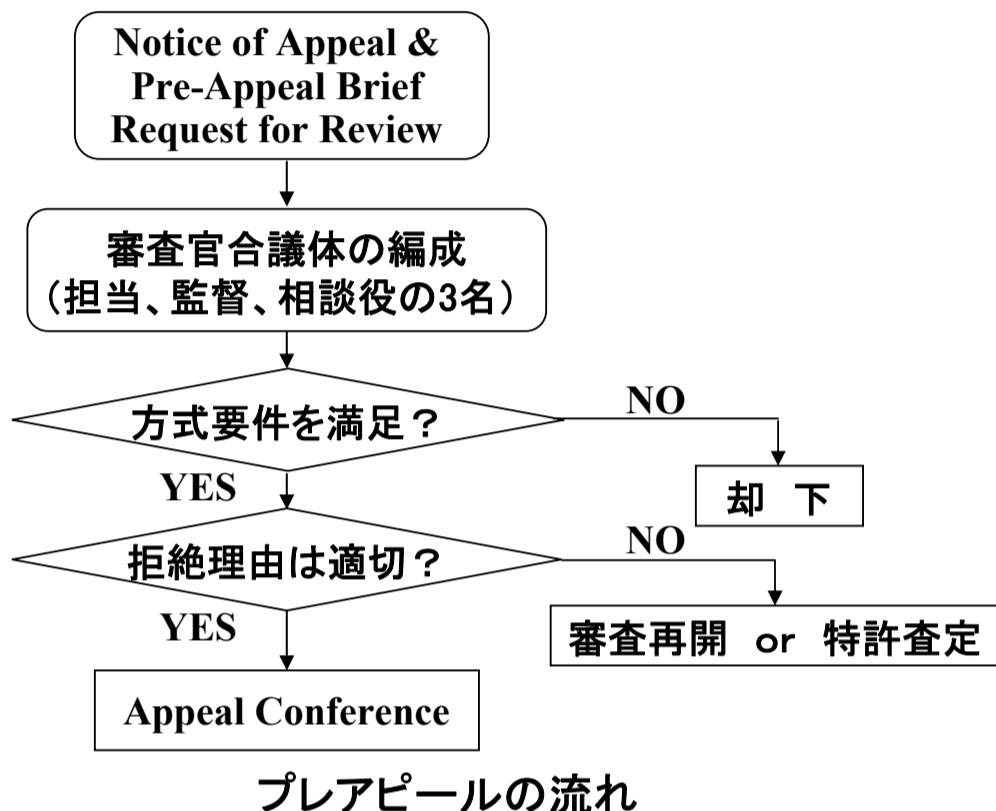 Notice of Appeal &
Pre-Appeal Brief
Request for Review
審査官合議体の編成
（担当、監督、相談役の3名）
方式要件を満足？
NO
却　下
YES
拒絶理由は適切？
NO
審査再開　or　特許査定
YES
Appeal Conference
プレアピールの流れ